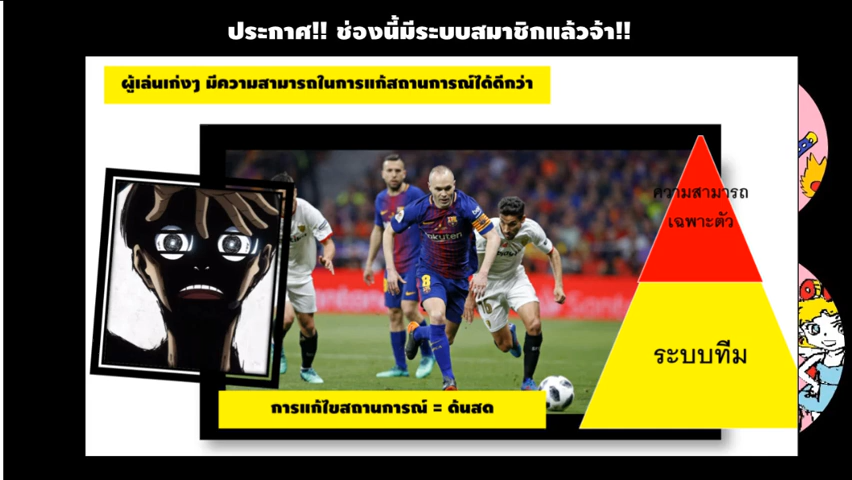 ประกาศ!! ช่องนี้มีระบบสมาชิกแล้วจ้า!!
ผู้เล่นเก่งๆ มีความสามารถในการแก้สถานการณ์ได้ดีกว่า
ความสามารถ
เฉพาะตัว
Rakuten
8
ระบบทีม
การแก้ไขสถานการณ์ = ด้นสด